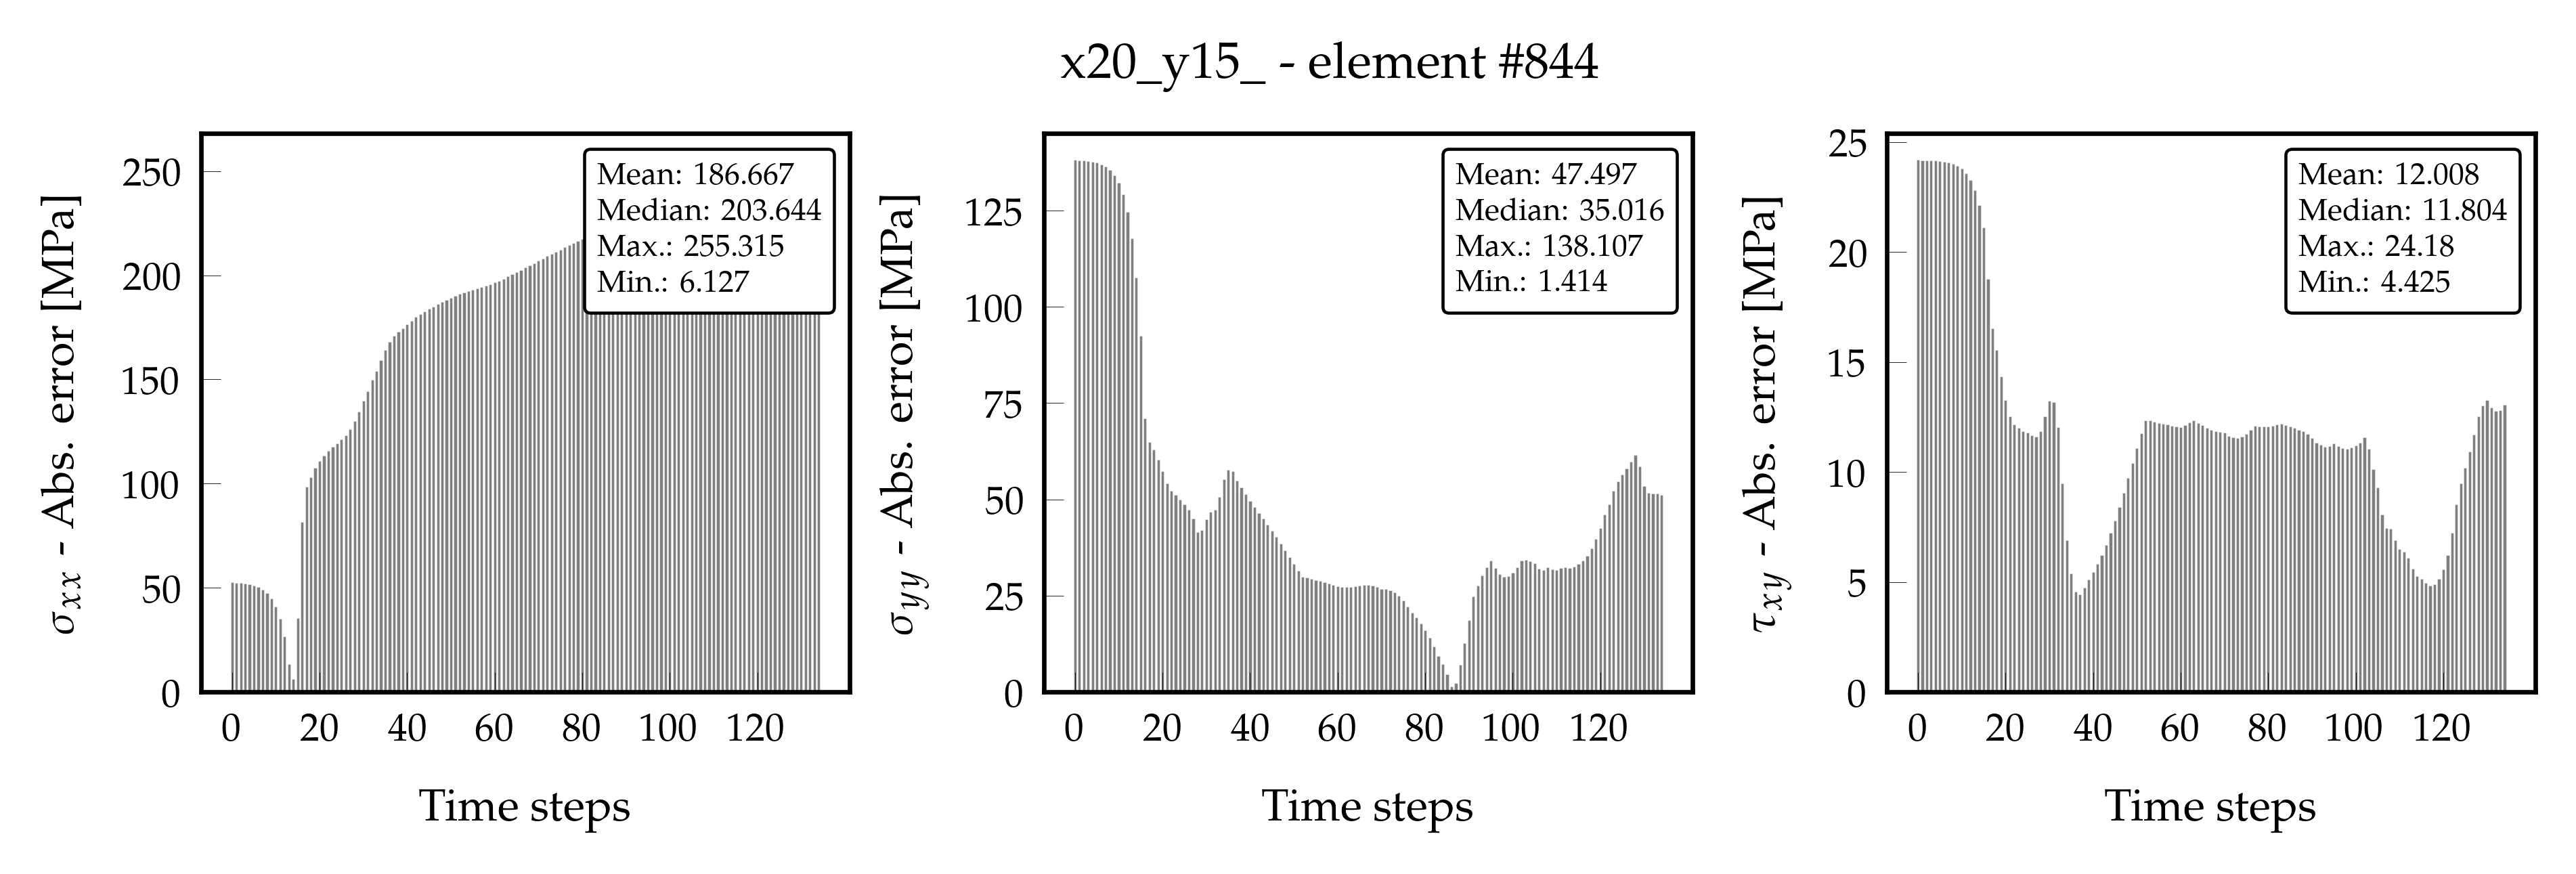 x20_y15_ - element #844
σxx - Abs. error [MPa]
250
200
150
100
50
0
0 20 40 60 80 100 120
Time steps
Mean: 186.667
Median: 203.644
Max.: 255.315
Min.: 6.127
σyy - Abs. error [MPa]
125
100
75
50
25
0
0 20 40 60 80 100 120
Time steps
Mean: 47.497
Median: 35.016
Max.: 138.107
Min.: 1.414
τxy - Abs. error [MPa]
25
20
15
10
5
0
0 20 40 60 80 100 120
Time steps
Mean: 12.008
Median: 11.804
Max.: 24.18
Min.: 4.425